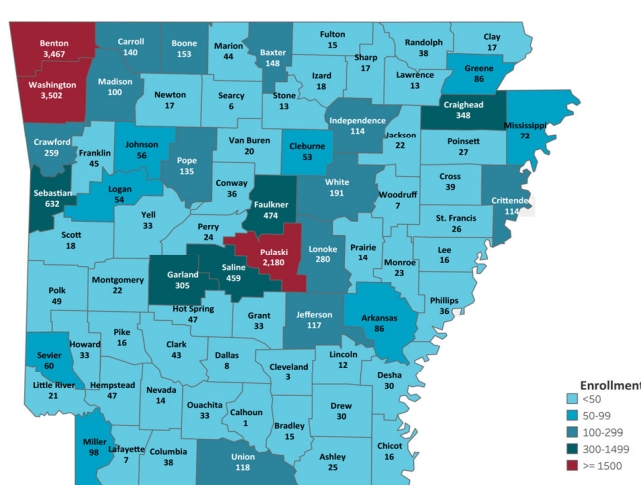 Benton
3,467
Carroll
140
Boone
153
Marion
44
Baxter
148
Fulton
15
Sharp
17
Randolph
38
Clay
17
Greene
86
Washington
3,502
Madison
100
Newton
17
Searcy
6
Stone
13
Izard
18
Lawrence
13
Craighead
348
Mississippi
72
Crawford
259
Franklin
45
Johnson
56
Pope
135
Van Buren
20
Cleburne
53
Independence
114
Jackson
22
Poinsett
27
Sebastian
632
Logan
54
Conway
36
Faulkner
474
White
191
Woodruff
7
Cross
39
Crittenden
114
St. Francis
26
Scott
18
Yell
33
Perry
24
Pulaski
2,180
Lonoke
280
Prairie
14
Monroe
23
Lee
16
Phillips
36
Polk
49
Montgomery
22
Garland
305
Saline
459
Hot Spring
47
Grant
33
Jefferson
117
Arkansas
86
Sevier
60
Howard
33
Pike
16
Clark
43
Dallas
8
Cleveland
3
Lincoln
12
Desha
30
Little River
21
Hempstead
47
Nevada
14
Ouachita
33
Calhoun
1
Bradley
15
Drew
30
Chicot
16
Miller
98
Lafayette
7
Columbia
38
Union
118
Ashley
25
Enrollment
<50
50-99
100-299
300-1499
>= 1500